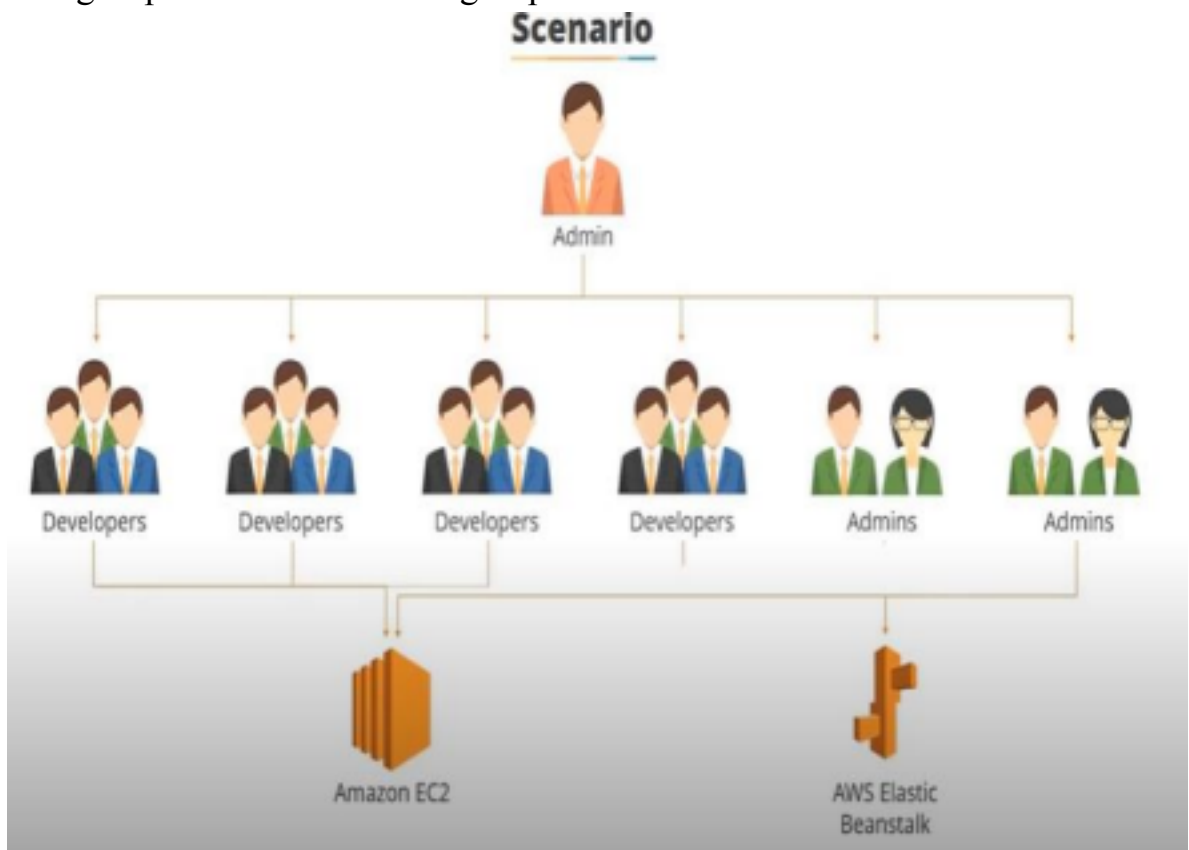 Scenario
Admin
Developers
Developers
Developers
Developers
Admins
Admins
Amazon EC2
AWS Elastic
Beanstalk